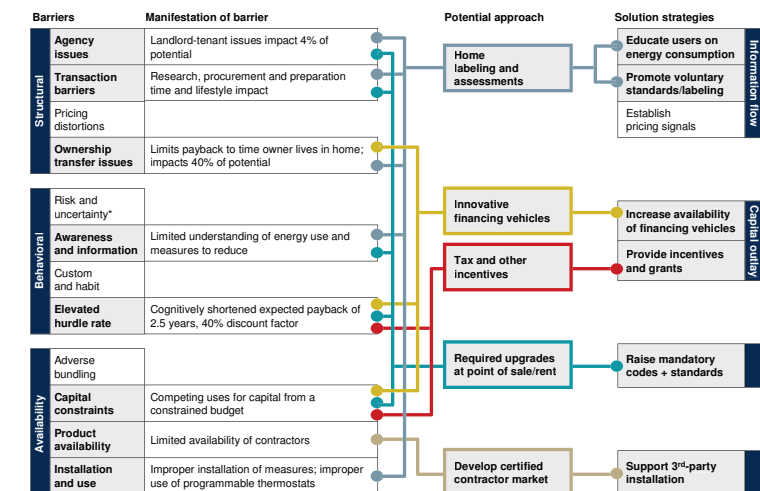 Barriers
Manifestation of barrier
Potential approach
Solution strategies
Structural
Agency
issues
Landlord-tenant issues impact 4% of
potential
Transaction
barriers
Research, procurement and preparation
time and lifestyle impact
Pricing
distortions
Ownership
transfer issues
Limits payback to time owner lives in home;
impacts 40% of potential
Behavioral
Risk and
uncertainty*
Awareness
and information
Limited understanding of energy use and
measures to reduce
Custom
and habit
Elevated
hurdle rate
Cognitively shortened expected payback of
2.5 years, 40% discount factor
Availability
Adverse
bundling
Capital
constraints
Competing uses for capital from a
constrained budget
Product
availability
Limited availability of contractors
Installation
and use
Improper installation of measures; improper
use of programmable thermostats
Home
labeling and
assessments
Innovative
financing vehicles
Tax and other
incentives
Required upgrades
at point of sale/rent
Develop certified
contractor market
Educate users on
energy consumption
Promote voluntary
standards/labeling
Establish
pricing signals
Information flow
Increase availability
of financing vehicles
Provide incentives
and grants
Capital outlay
Raise mandatory
codes + standards
Support 3rd-party
installation